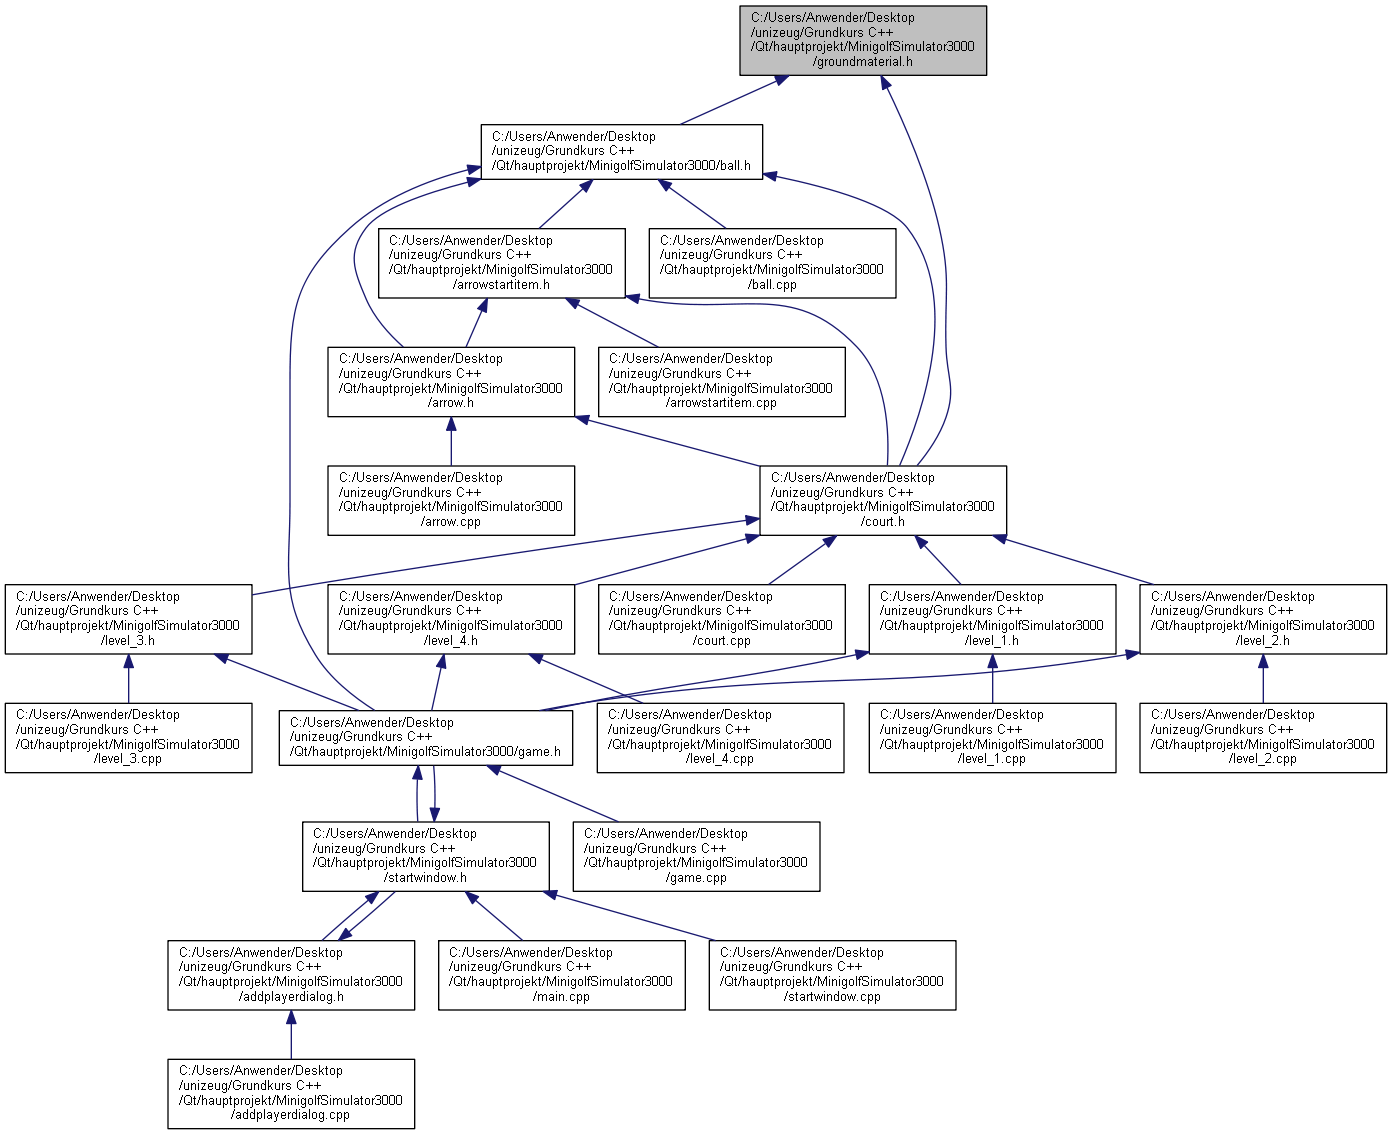 C:/Users/Anwender/Desktop
/unizeug/Grundkurs C++
/Qt/hauptprojekt/MinigolfSimulator3000
/groundmaterial.h
C:/Users/Anwender/Desktop
/unizeug/Grundkurs C++
/Qt/hauptprojekt/MinigolfSimulator3000/ball.h
C:/Users/Anwender/Desktop
/unizeug/Grundkurs C++
/Qt/hauptprojekt/MinigolfSimulator3000
/arrowstartitem.h
C:/Users/Anwender/Desktop
/unizeug/Grundkurs C++
/Qt/hauptprojekt/MinigolfSimulator3000
/ball.cpp
C:/Users/Anwender/Desktop
/unizeug/Grundkurs C++
/Qt/hauptprojekt/MinigolfSimulator3000
/arrow.h
C:/Users/Anwender/Desktop
/unizeug/Grundkurs C++
/Qt/hauptprojekt/MinigolfSimulator3000
/arrowstartitem.cpp
C:/Users/Anwender/Desktop
/unizeug/Grundkurs C++
/Qt/hauptprojekt/MinigolfSimulator3000
/arrow.cpp
C:/Users/Anwender/Desktop
/unizeug/Grundkurs C++
/Qt/hauptprojekt/MinigolfSimulator3000
/court.h
C:/Users/Anwender/Desktop
/unizeug/Grundkurs C++
/Qt/hauptprojekt/MinigolfSimulator3000
/level_3.h
C:/Users/Anwender/Desktop
/unizeug/Grundkurs C++
/Qt/hauptprojekt/MinigolfSimulator3000
/level_4.h
C:/Users/Anwender/Desktop
/unizeug/Grundkurs C++
/Qt/hauptprojekt/MinigolfSimulator3000
/court.cpp
C:/Users/Anwender/Desktop
/unizeug/Grundkurs C++
/Qt/hauptprojekt/MinigolfSimulator3000
/level_1.h
C:/Users/Anwender/Desktop
/unizeug/Grundkurs C++
/Qt/hauptprojekt/MinigolfSimulator3000
/level_2.h
C:/Users/Anwender/Desktop
/unizeug/Grundkurs C++
/Qt/hauptprojekt/MinigolfSimulator3000
/level_3.cpp
C:/Users/Anwender/Desktop
/unizeug/Grundkurs C++
/Qt/hauptprojekt/MinigolfSimulator3000/game.h
C:/Users/Anwender/Desktop
/unizeug/Grundkurs C++
/Qt/hauptprojekt/MinigolfSimulator3000
/level_4.cpp
C:/Users/Anwender/Desktop
/unizeug/Grundkurs C++
/Qt/hauptprojekt/MinigolfSimulator3000
/level_1.cpp
C:/Users/Anwender/Desktop
/unizeug/Grundkurs C++
/Qt/hauptprojekt/MinigolfSimulator3000
/level_2.cpp
C:/Users/Anwender/Desktop
/unizeug/Grundkurs C++
/Qt/hauptprojekt/MinigolfSimulator3000
/startwindow.h
C:/Users/Anwender/Desktop
/unizeug/Grundkurs C++
/Qt/hauptprojekt/MinigolfSimulator3000
/game.cpp
C:/Users/Anwender/Desktop
/unizeug/Grundkurs C++
/Qt/hauptprojekt/MinigolfSimulator3000
/addplayerdialog.h
C:/Users/Anwender/Desktop
/unizeug/Grundkurs C++
/Qt/hauptprojekt/MinigolfSimulator3000
/main.cpp
C:/Users/Anwender/Desktop
/unizeug/Grundkurs C++
/Qt/hauptprojekt/MinigolfSimulator3000
/startwindow.cpp
C:/Users/Anwender/Desktop
/unizeug/Grundkurs C++
/Qt/hauptprojekt/MinigolfSimulator3000
/addplayerdialog.cpp